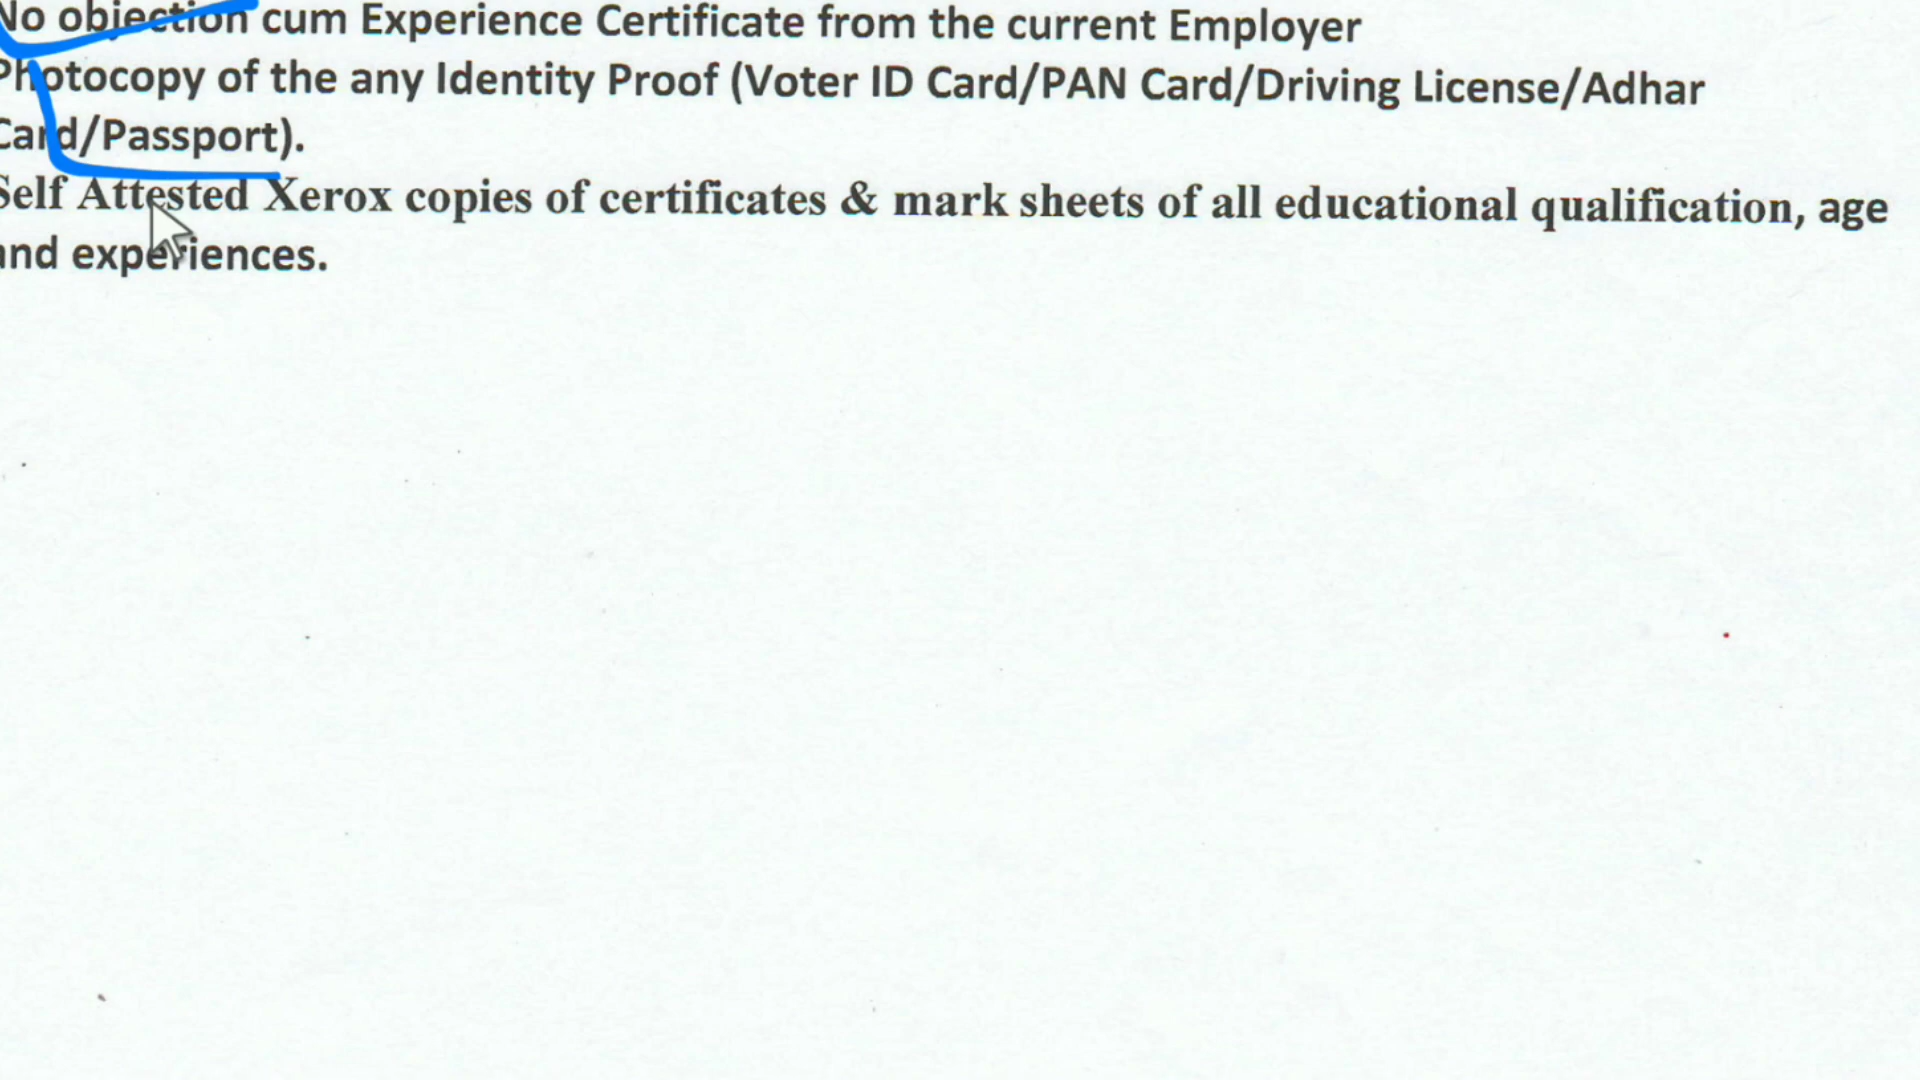 No objection cum Experience Certificate from the current Employer
Photocopy of the any Identity Proof (Voter ID Card/PAN Card/Driving License/Adhar
Card/Passport).
Self Attested Xerox copies of certificates & mark sheets of all educational qualification, age
and experiences.